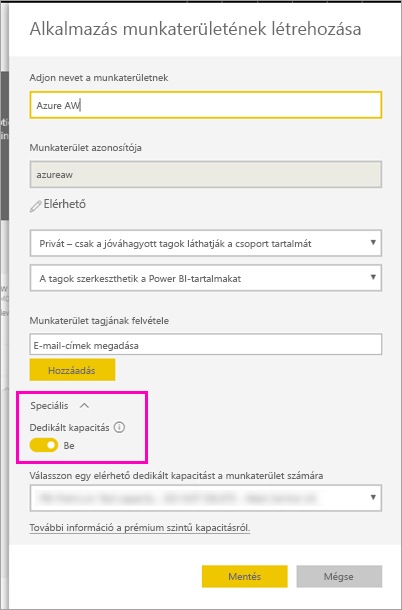 Alkalmazás munkaterületének létrehozása
Adjon nevet a munkaterületnek
Azure AW
Munkaterület azonosítója
azureaw
Elérhető
Privát – csak a jóváhagyott tagok láthatják a csoport tartalmát
A tagok szerkeszthetik a Power BI-tartalmakat
Munkaterület tagjának felvétele
E-mail-címek megadása
Hozzáadás
Speciális
Dedikált kapacitás
Be
Válasszon egy elérhető dedikált kapacitást a munkaterület számára
További információ a prémium szintű kapacitásról.
Mentés
Mégse